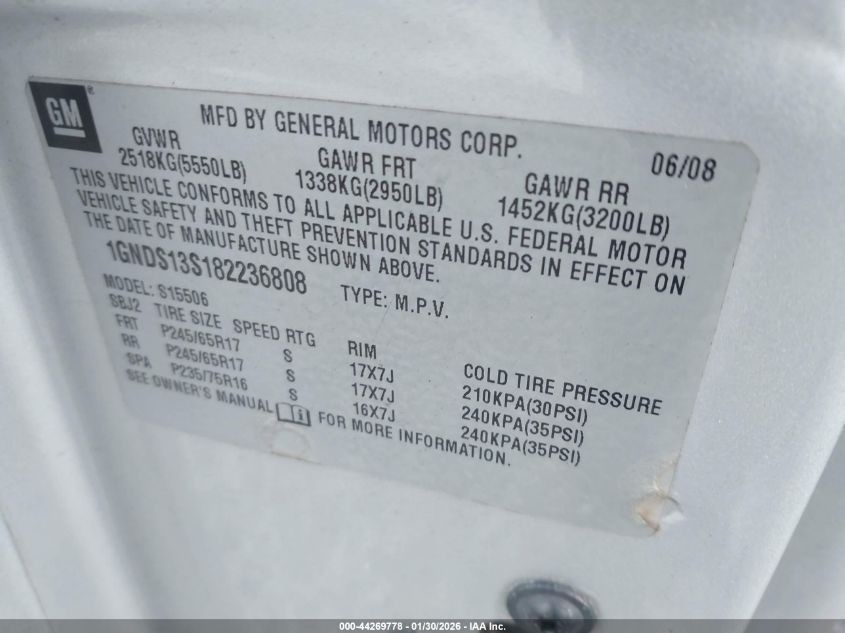 GM®
MFD BY GENERAL MOTORS CORP. 06/08
GVWR GAWR FRT GAWR RR
2518KG(5550LB) 1338KG(2950LB) 1452KG(3200LB)
THIS VEHICLE CONFORMS TO ALL APPLICABLE U.S. FEDERAL MOTOR
VEHICLE SAFETY AND THEFT PREVENTION STANDARDS IN EFFECT ON
THE DATE OF MANUFACTURE SHOWN ABOVE.
1GNDS13S182236808 TYPE: M.P.V.
MODEL: S15506
SBJ2 TIRE SIZE SPEED RTG RIM COLD TIRE PRESSURE
FRT P245/65R17 S 17X7J 210KPA(30PSI)
RR P245/65R17 S 17X7J 240KPA(35PSI)
SPA P235/75R16 S 16X7J 240KPA(35PSI)
SEE OWNER'S MANUAL i FOR MORE INFORMATION.
000-44269778 - 01/30/2026 - IAA Inc.